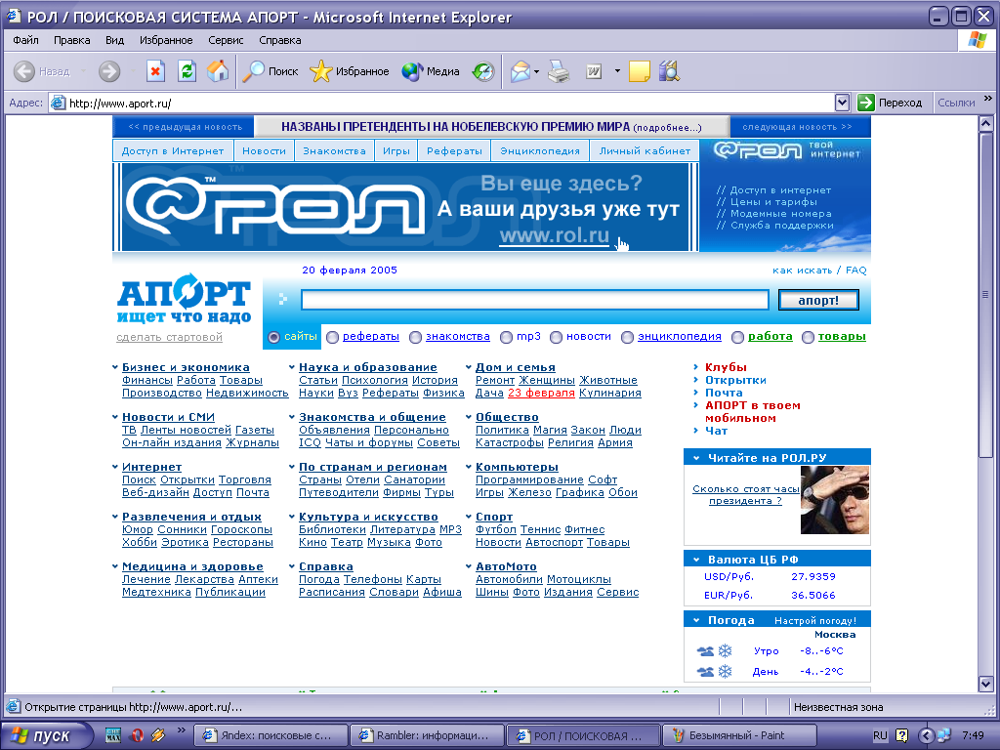 РОЛ / ПОИСКОВАЯ СИСТЕМА АПОРТ - Microsoft Internet Explorer
Файл Правка Вид Избранное Сервис Справка
Назад Поиск Избранное Медиа
Адрес: http://www.aport.ru/ Переход Ссылки »
<< предыдущая новость НАЗВАНЫ ПРЕТЕНДЕНТЫ НА НОБЕЛЕВСКУЮ ПРЕМИЮ МИРА (подробнее...) следующая новость >>
Доступ в Интернет Новости Знакомства Игры Рефераты Энциклопедия Личный кабинет
@РОЛ твой интернет
@РОЛ ™
Вы еще здесь?
А ваши друзья уже тут
www.rol.ru
// Доступ в интернет
// Цены и тарифы
// Модемные номера
// Служба поддержки
20 февраля 2005 как искать / FAQ
АПОРТ
ищет что надо
апорт!
сделать стартовой
сайты рефераты знакомства mp3 новости энциклопедия работа товары
Бизнес и экономика
Финансы Работа Товары
Производство Недвижимость
Наука и образование
Статьи Психология История
Науки Вуз Рефераты Физика
Дом и семья
Ремонт Женщины Животные
Дача 23 февраля Кулинария
Новости и СМИ
ТВ Ленты новостей Газеты
Он-лайн издания Журналы
Знакомства и общение
Объявления Персонально
ICQ Чаты и форумы Советы
Общество
Политика Магия Закон Люди
Катастрофы Религия Армия
Интернет
Поиск Открытки Торговля
Веб-дизайн Доступ Почта
По странам и регионам
Страны Отели Санатории
Путеводители Фирмы Туры
Компьютеры
Программирование Софт
Игры Железо Графика Обои
Развлечения и отдых
Юмор Сонники Гороскопы
Хобби Эротика Рестораны
Культура и искусство
Библиотеки Литература MP3
Кино Театр Музыка Фото
Спорт
Футбол Теннис Фитнес
Новости Автоспорт Товары
Медицина и здоровье
Лечение Лекарства Аптеки
Медтехника Публикации
Справка
Погода Телефоны Карты
Расписания Словари Афиша
АвтоМото
Автомобили Мотоциклы
Шины Фото Издания Сервис
Клубы
Открытки
Почта
АПОРТ в твоем
мобильном
Чат
Читайте на РОЛ.РУ
Сколько стоят часы
президента ?
Валюта ЦБ РФ
USD/Руб. 27.9359
EUR/Руб. 36.5066
Погода Настрой погоду!
Москва
Утро -8..-6°C
День -4..-2°C
Открытие страницы http://www.aport.ru/... Неизвестная зона
пуск » Яndex: поисковые с... Rambler: информаци... РОЛ / ПОИСКОВАЯ ... Безымянный - Paint RU 7:49